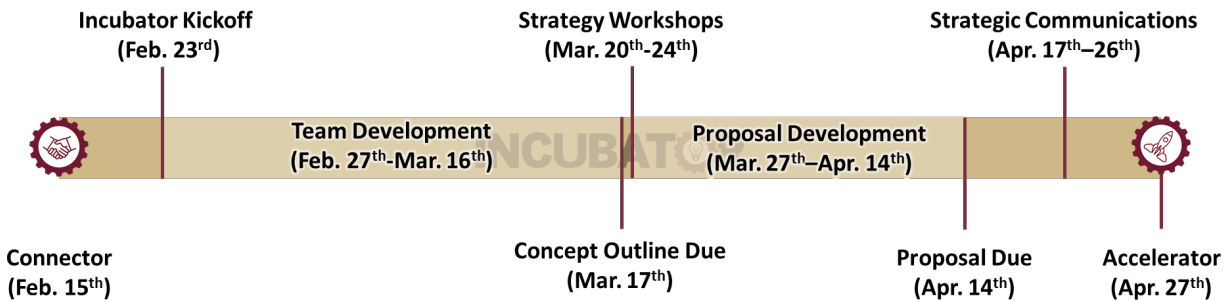 Incubator Kickoff
(Feb. 23rd)
Strategy Workshops
(Mar. 20th-24th)
Strategic Communications
(Apr. 17th–26th)
Team Development
(Feb. 27th-Mar. 16th)
INCUBATOR
Proposal Development
(Mar. 27th–Apr. 14th)
Connector
(Feb. 15th)
Concept Outline Due
(Mar. 17th)
Proposal Due
(Apr. 14th)
Accelerator
(Apr. 27th)